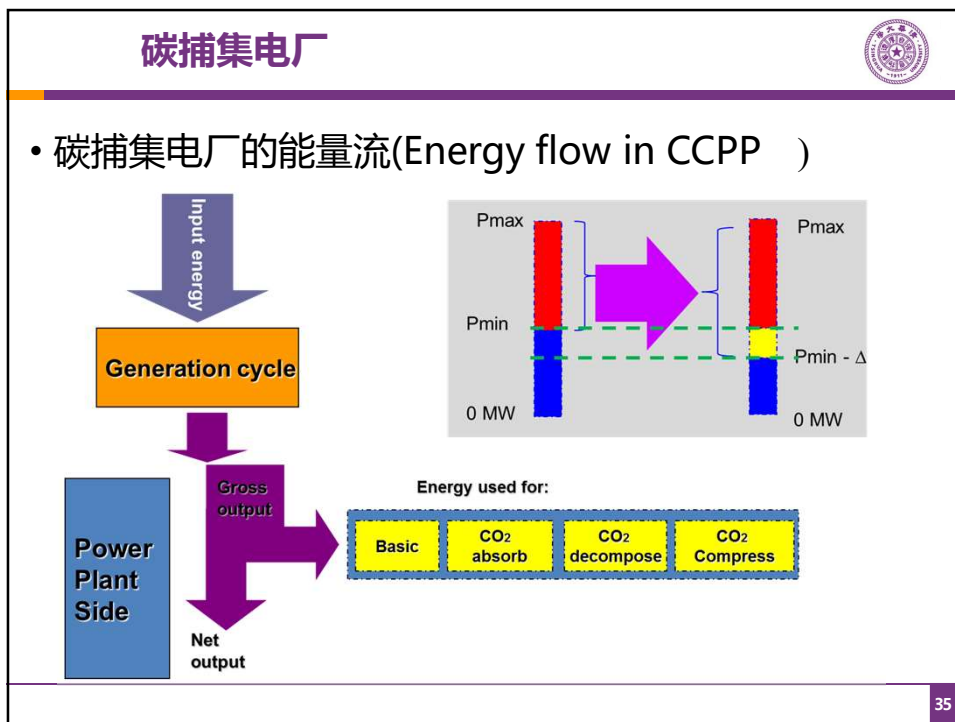 碳捕集电厂
• 碳捕集电厂的能量流(Energy flow in CCPP )
Input energy
Generation cycle
Pmax
Pmin
0 MW
Pmax
Pmin - Δ
0 MW
Power
Plant
Side
Gross
output
Net
output
Energy used for:
Basic
CO2
absorb
CO2
decompose
CO2
Compress
35